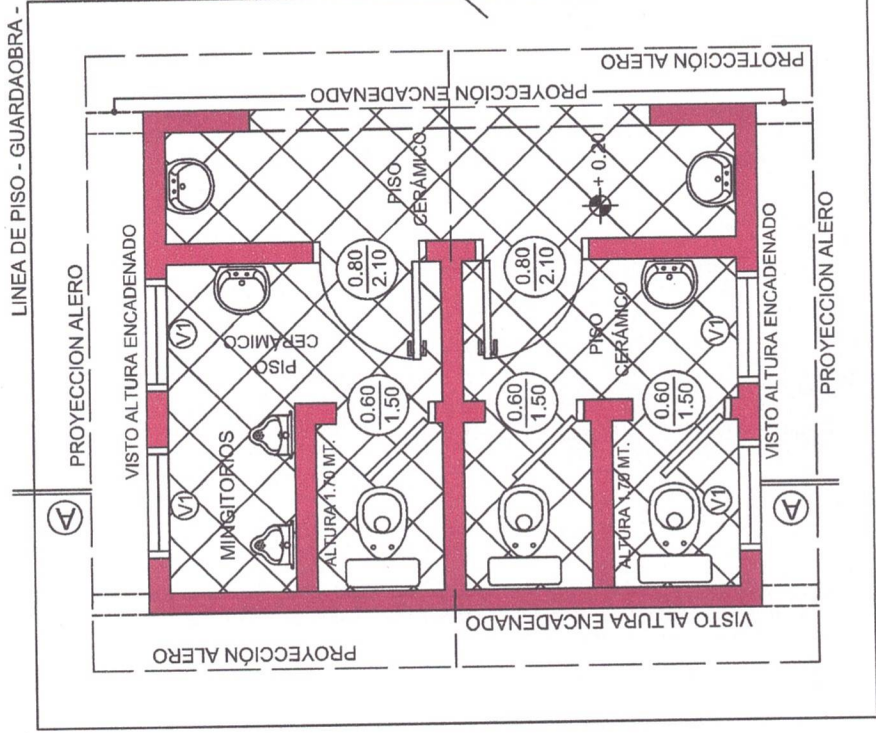 LINEA DE PISO - GUARDAOBRA -
PROYECCION ALERO
VISTO ALTURA ENCADENADO
A
V1
V1
MINGITORIOS
PISO
CERÁMICO
ALTURA 1.70 MT.
0.60
1.50
0.80
2.10
PISO
CERÁMICO
PROYECCIÓN ENCADENADO
PROTECCIÓN ALERO
+ 0.20
0.80
2.10
0.60
1.50
PISO
CERÁMICO
0.60
1.50
ALTURA 1.70 MT.
V1
V1
A
VISTO ALTURA ENCADENADO
PROYECCION ALERO
PROYECCIÓN ALERO
VISTO ALTURA ENCADENADO